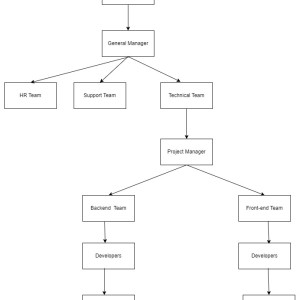 General Manager
HR Team
Support Team
Technical Team
Project Manager
Backend Team
Front-end Team
Developers
Developers